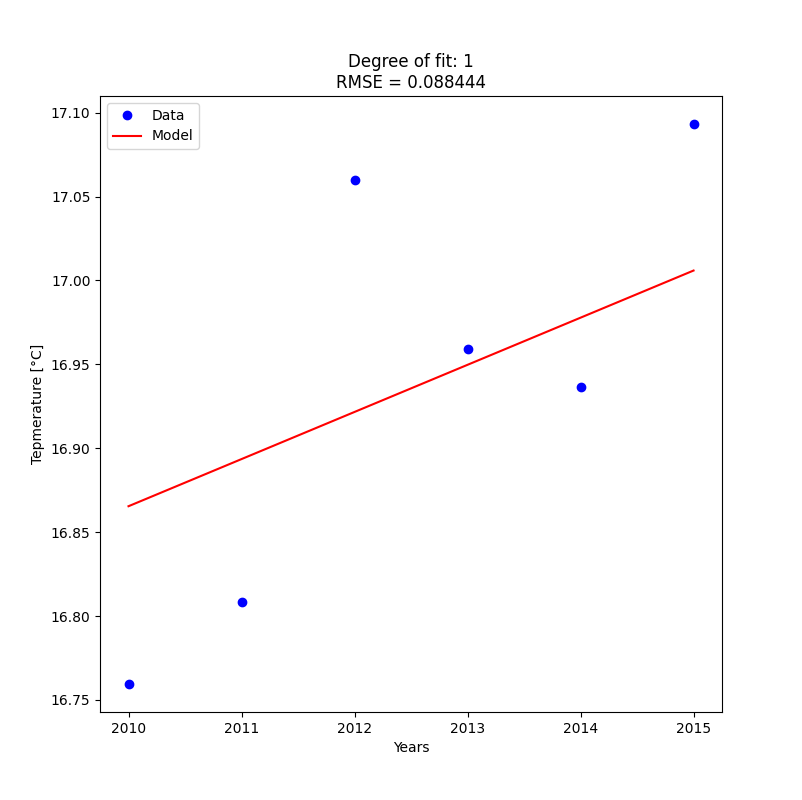 Degree of fit: 1
RMSE = 0.088444
Data
Model
17.10
17.05
17.00
16.95
16.90
16.85
16.80
16.75
Tepmerature [°C]
2010 2011 2012 2013 2014 2015
Years